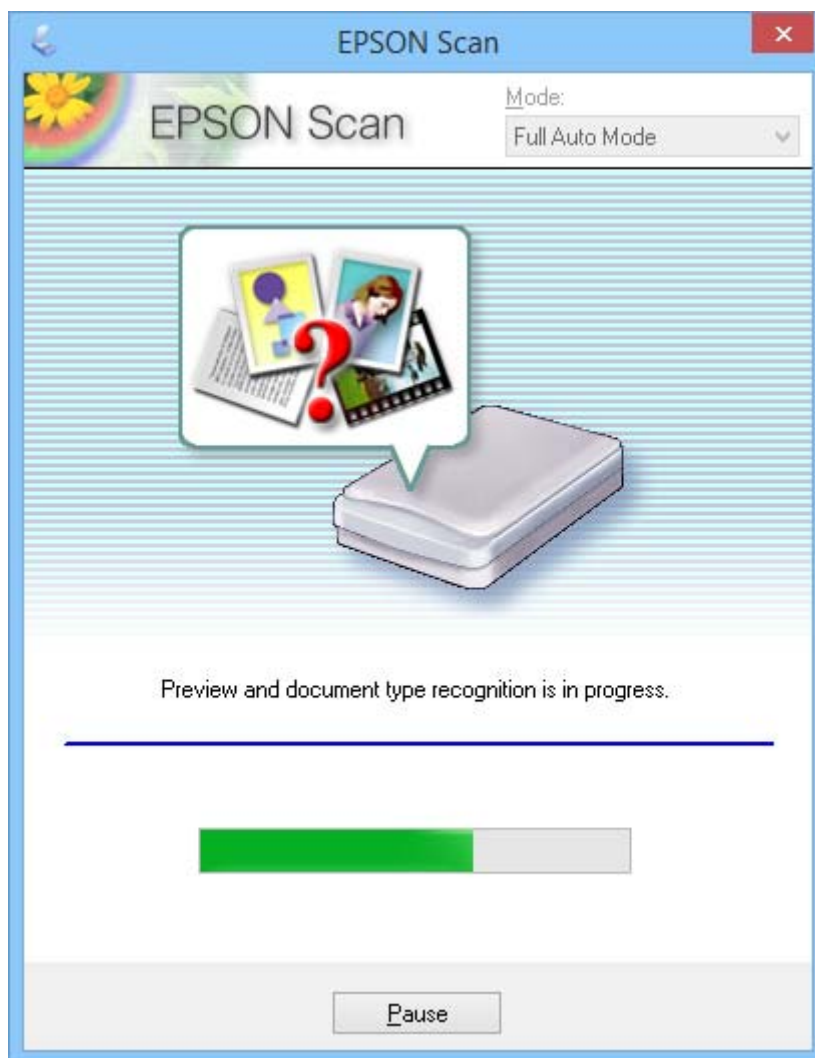 EPSON Scan
EPSON Scan
Mode:
Full Auto Mode
Preview and document type recognition is in progress.
Pause